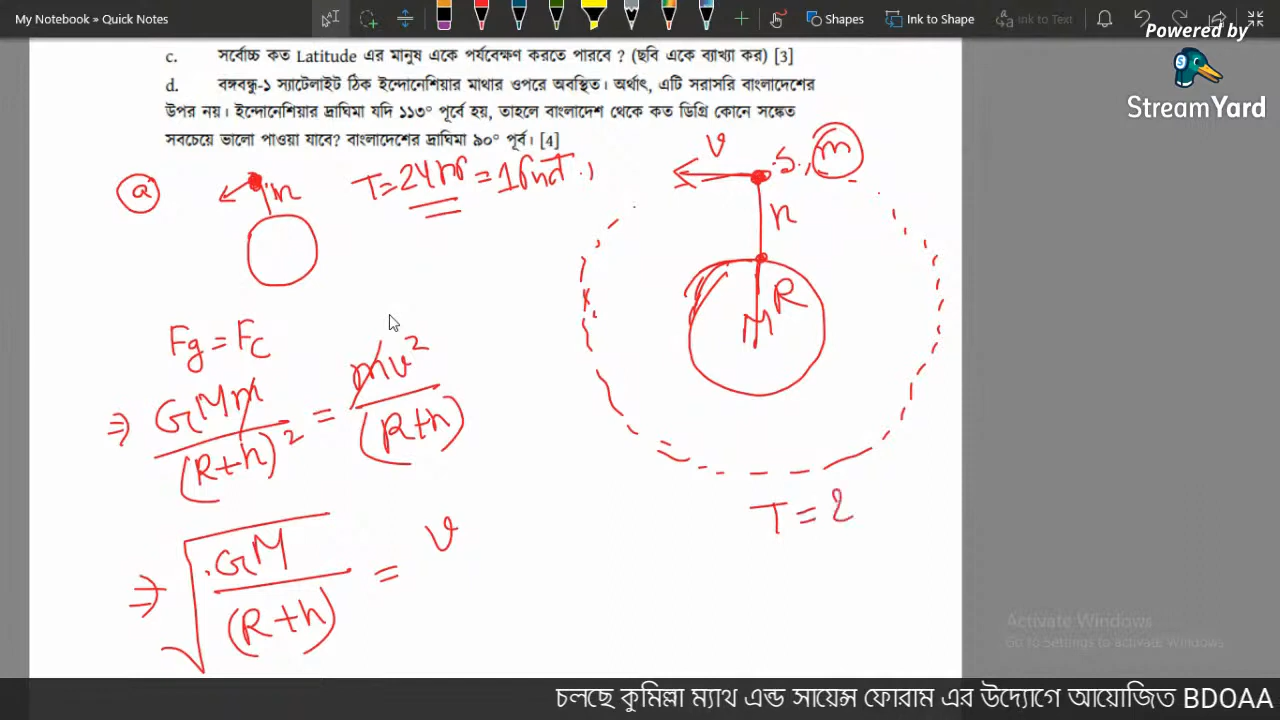 My Notebook » Quick Notes
Shapes
Ink to Shape
Ink to Text
Powered by
StreamYard
c. সর্বোচ্চ কত Latitude এর মানুষ একে পর্যবেক্ষণ করতে পারবে ? (ছবি একে ব্যাখ্যা কর) [3]
d. বঙ্গবন্ধু-১ স্যাটেলাইট ঠিক ইন্দোনেশিয়ার মাথার ওপরে অবস্থিত। অর্থাৎ, এটি সরাসরি বাংলাদেশের
উপর নয়। ইন্দোনেশিয়ার দ্রাঘিমা যদি ১১৩° পূর্বে হয়, তাহলে বাংলাদেশ থেকে কত ডিগ্রি কোনে সঙ্কেত
সবচেয়ে ভালো পাওয়া যাবে? বাংলাদেশের দ্রাঘিমা ৯০° পূর্ব। [4]
a
h
T=24hr
v
S, m
h
R
M
Fg = Fc
⇒ GMm/(R+h)² = mv²/(R+h)
⇒ √(GM/(R+h)) = v
T = 2
Activate Windows
Go to Settings to activate Windows.
চলছে কুমিল্লা ম্যাথ এন্ড সায়েন্স ফোরাম এর উদ্যোগে আয়োজিত BDOAA